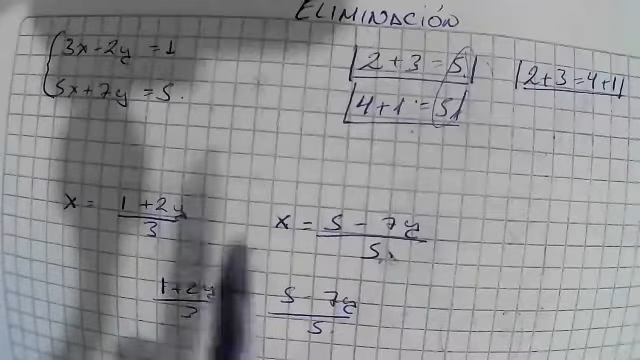 ELIMINACIÓN
3x-2y = 1
5x+7y = 5.
2+3=5
4+1=5
2+3=4+1
x = 1+2y/3
x = 5-7y/5.
1+2y/3
5-7y/5